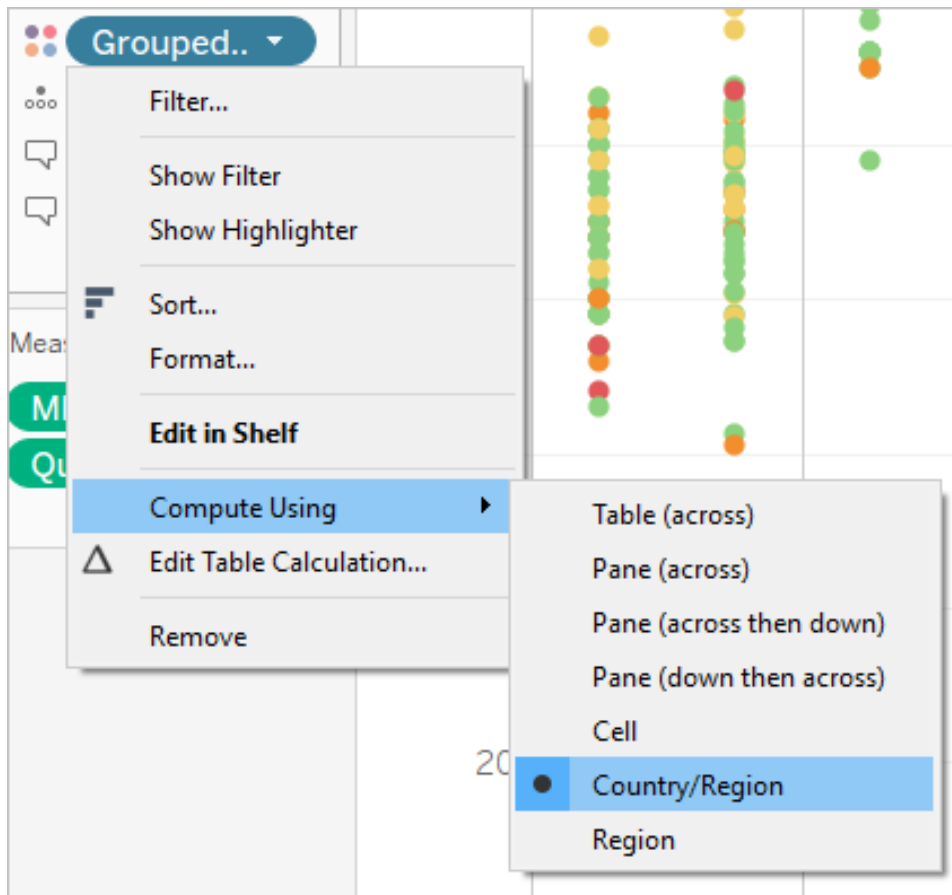 Grouped..
Filter...
Show Filter
Show Highlighter
Sort...
Format...
Edit in Shelf
Compute Using
Edit Table Calculation...
Remove
Table (across)
Pane (across)
Pane (across then down)
Pane (down then across)
Cell
Country/Region
Region